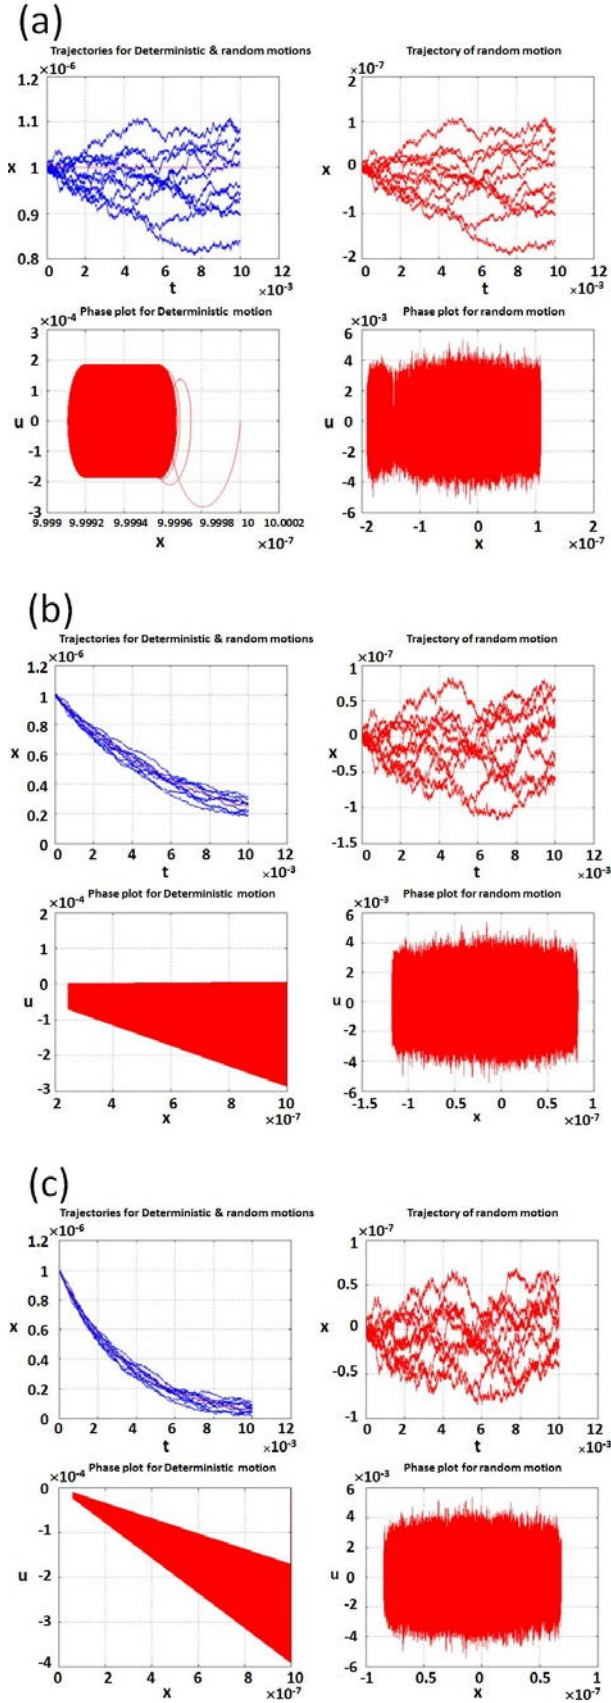 (a)
Trajectories for Deterministic & random motions
Trajectory of random motion
×10⁻⁶
×10⁻⁷
1.2
1.1
1
0.9
0.8
x
0 2 4 6 8 10 12
t
×10⁻³
2
1
0
-1
-2
x
0 2 4 6 8 10 12
t
×10⁻³
Phase plot for Deterministic motion
Phase plot for random motion
×10⁻⁴
×10⁻³
3
2
1
0
-1
-2
-3
u
9.999 9.9992 9.9994 9.9996 9.9998 10 10.0002
x
×10⁻⁷
6
4
2
0
-2
-4
-6
u
-2 -1 0 1 2
x
×10⁻⁷
(b)
Trajectories for Deterministic & random motions
Trajectory of random motion
×10⁻⁶
×10⁻⁷
1.2
1
0.8
0.6
0.4
0.2
0
x
0 2 4 6 8 10 12
t
×10⁻³
1
0.5
0
-0.5
-1
-1.5
x
0 2 4 6 8 10 12
t
×10⁻³
Phase plot for Deterministic motion
Phase plot for random motion
×10⁻⁴
×10⁻³
2
1
0
-1
-2
-3
u
2 4 6 8 10
x
×10⁻⁷
6
4
2
0
-2
-4
-6
u
-1.5 -1 0.5 0 0.5 1
x
×10⁻⁷
(c)
Trajectories for Deterministic & random motions
Trajectory of random motion
×10⁻⁶
×10⁻⁷
1.2
1
0.8
0.6
0.4
0.2
0
x
0 2 4 6 8 10 12
t
×10⁻³
1
0.5
0
-0.5
-1
x
0 2 4 6 8 10 12
t
×10⁻³
Phase plot for Deterministic motion
Phase plot for random motion
×10⁻⁴
×10⁻³
0
-1
-2
-3
-4
u
0 2 4 6 8 10
x
×10⁻⁷
6
4
2
0
-2
-4
-6
u
-1 -0.5 0 0.5 1
x
×10⁻⁷